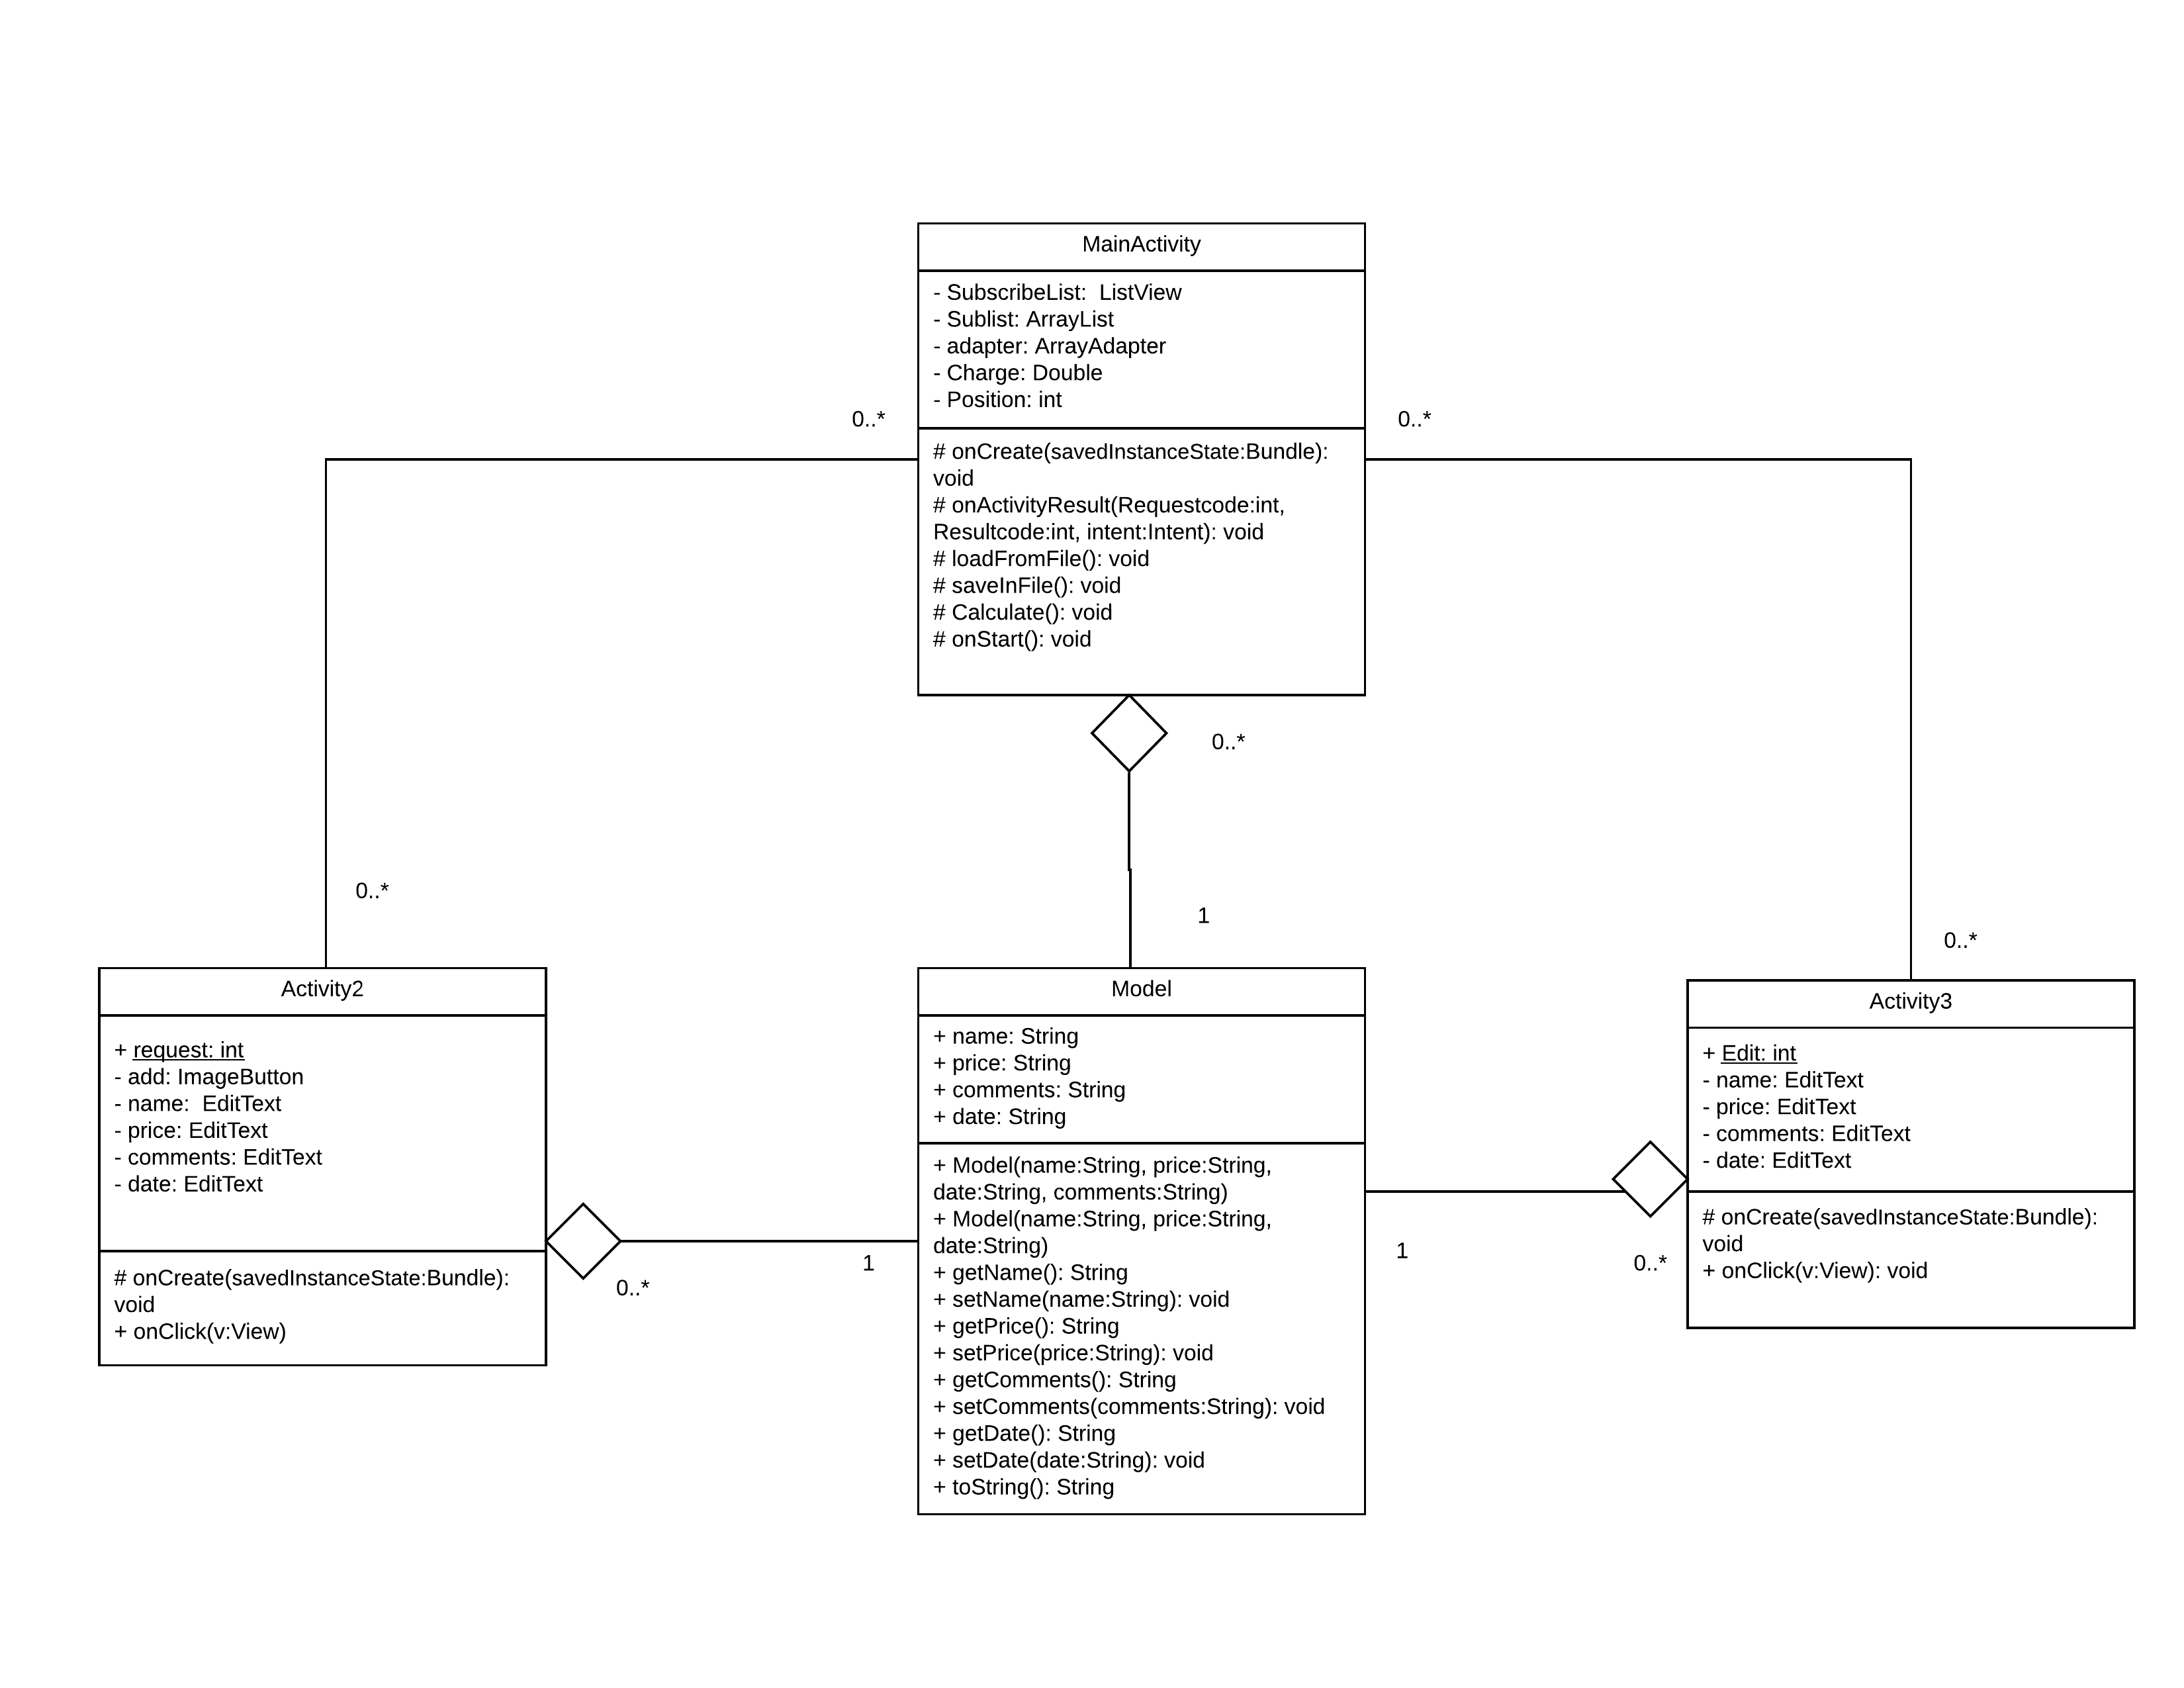 MainActivity
- SubscribeList:  ListView
- Sublist: ArrayList
- adapter: ArrayAdapter
- Charge: Double
- Position: int
0..*
0..*
# onCreate(savedInstanceState:Bundle):
void
# onActivityResult(Requestcode:int,
Resultcode:int, intent:Intent): void
# loadFromFile(): void
# saveInFile(): void
# Calculate(): void
# onStart(): void
0..*
0..*
1
0..*
Activity2
+ request: int
- add: ImageButton
- name:  EditText
- price: EditText
- comments: EditText
- date: EditText
# onCreate(savedInstanceState:Bundle):
void
+ onClick(v:View)
0..*
1
Model
+ name: String
+ price: String
+ comments: String
+ date: String
+ Model(name:String, price:String,
date:String, comments:String)
+ Model(name:String, price:String,
date:String)
+ getName(): String
+ setName(name:String): void
+ getPrice(): String
+ setPrice(price:String): void
+ getComments(): String
+ setComments(comments:String): void
+ getDate(): String
+ setDate(date:String): void
+ toString(): String
1
0..*
Activity3
+ Edit: int
- name: EditText
- price: EditText
- comments: EditText
- date: EditText
# onCreate(savedInstanceState:Bundle):
void
+ onClick(v:View): void